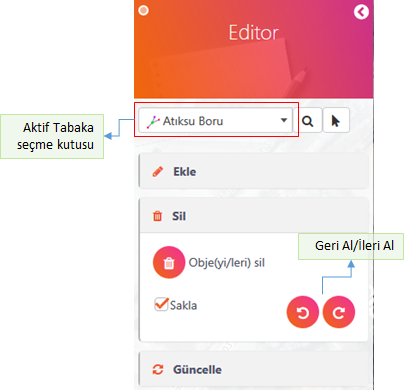 Editor
Aktif Tabaka
seçme kutusu
Atıksu Boru
Ekle
Sil
Geri Al/İleri Al
Obje(yi/leri) sil
Sakla
Güncelle